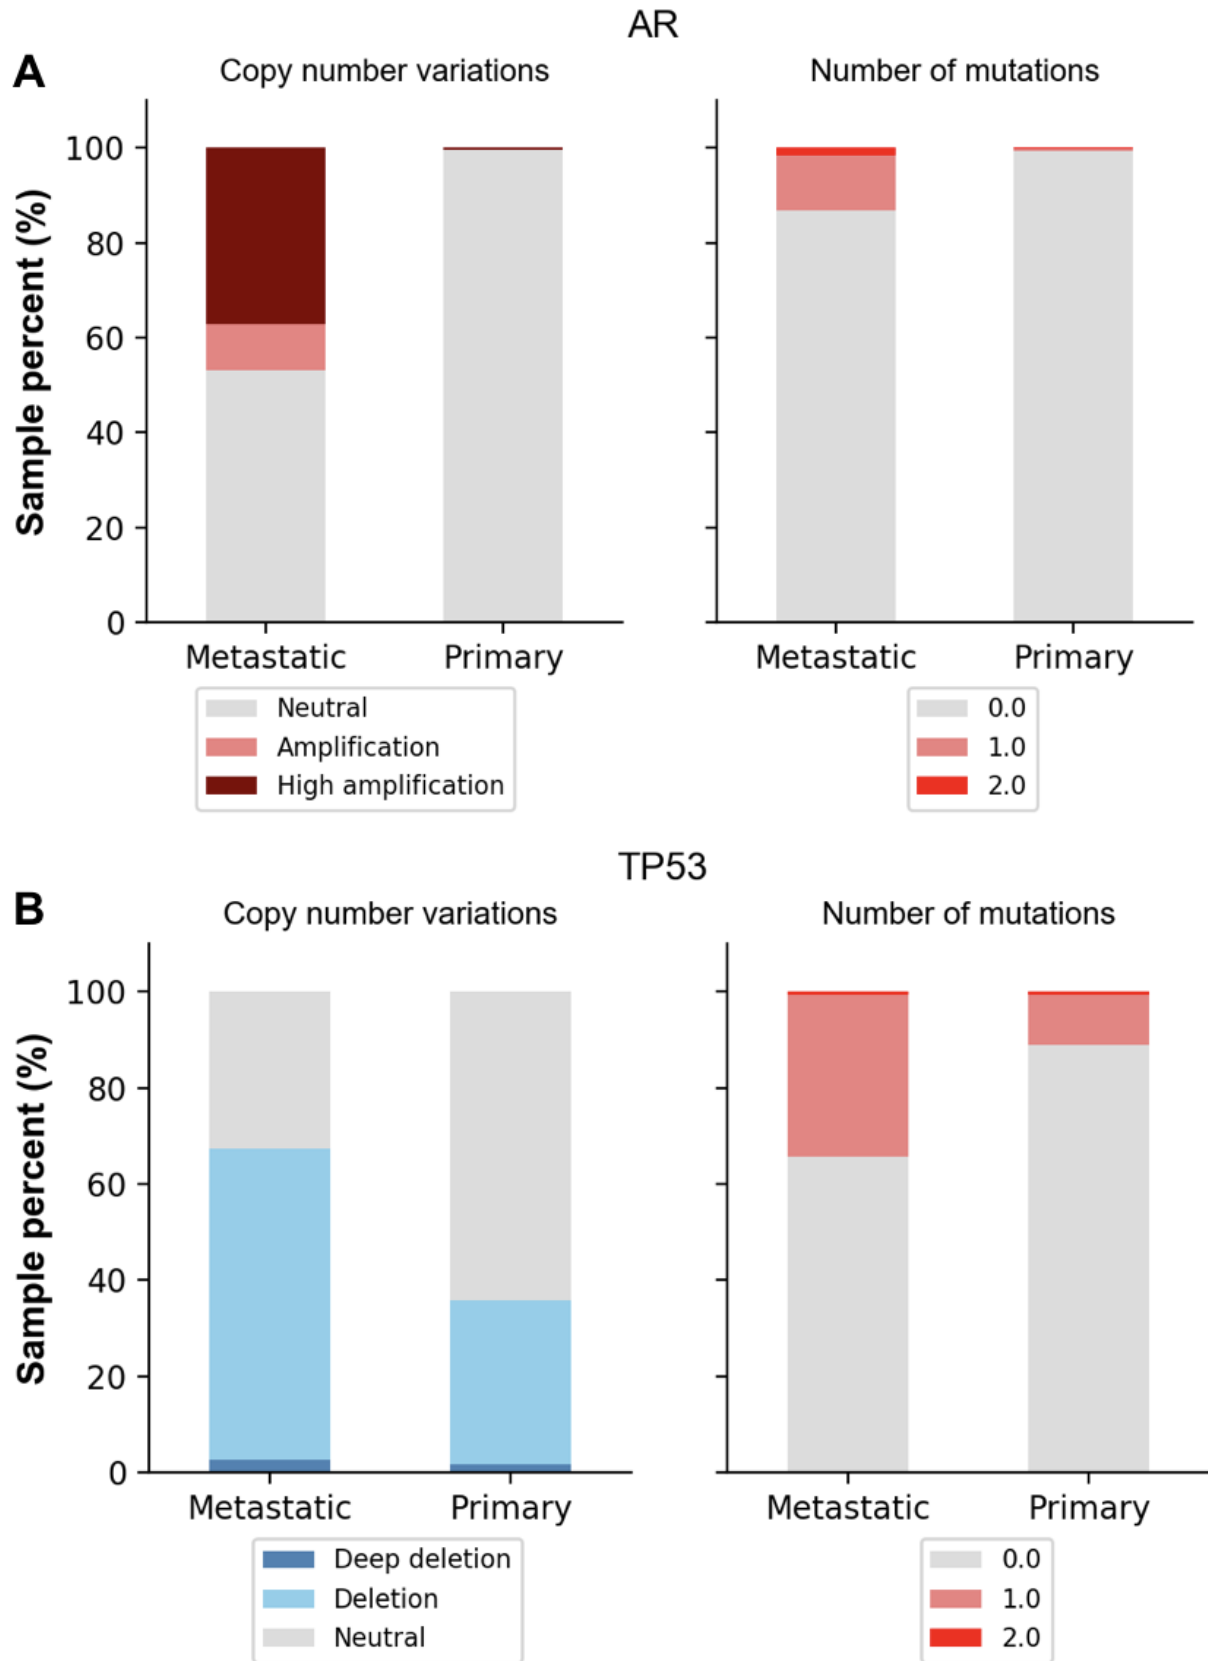 AR
A
Copy number variations
Number of mutations
Sample percent (%)
100
80
60
40
20
0
Metastatic
Primary
Metastatic
Primary
Neutral
Amplification
High amplification
0.0
1.0
2.0
TP53
B
Copy number variations
Number of mutations
Sample percent (%)
100
80
60
40
20
0
Metastatic
Primary
Metastatic
Primary
Deep deletion
Deletion
Neutral
0.0
1.0
2.0